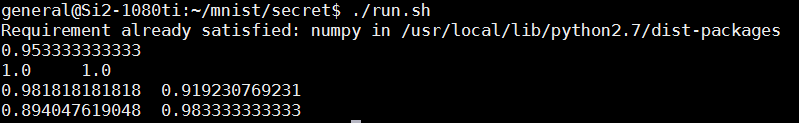 general@Si2-1080ti:~/mnist/secret$ ./run.sh
Requirement already satisfied: numpy in /usr/local/lib/python2.7/dist-packages
0.953333333333
1.0 1.0
0.981818181818 0.919230769231
0.894047619048 0.983333333333